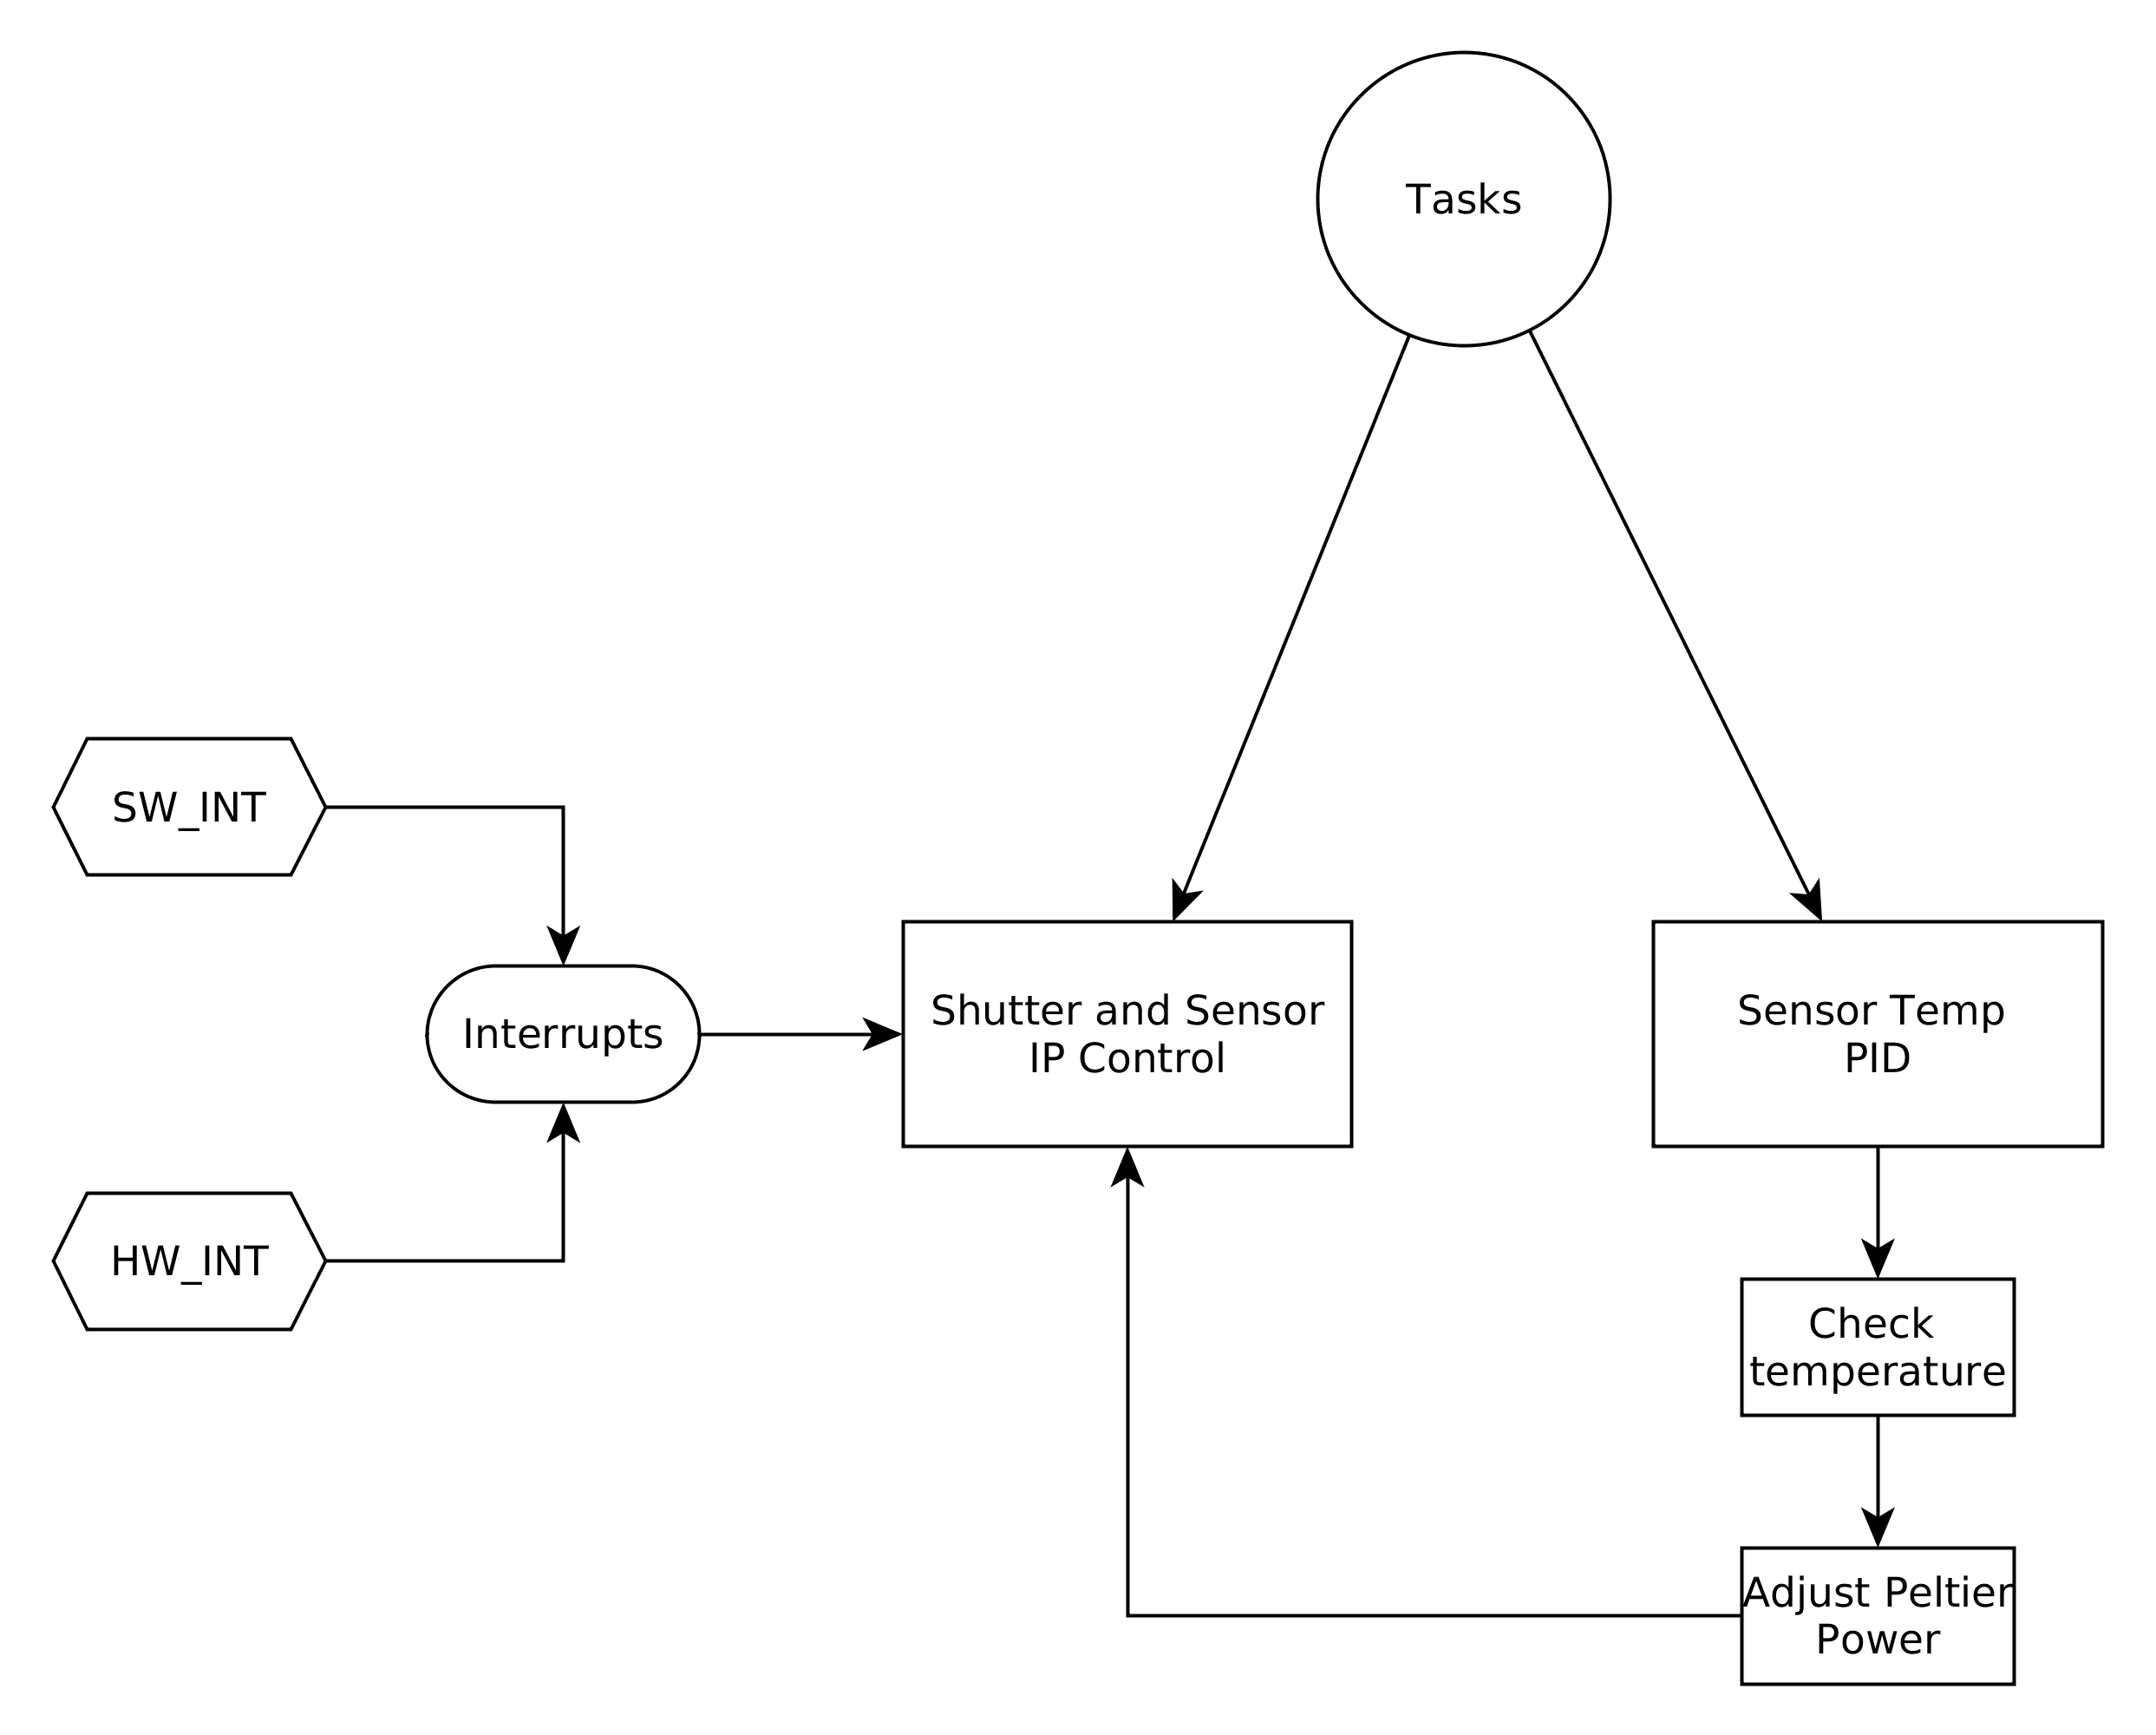 Tasks
SW_INT
Interrupts
HW_INT
Shutter and Sensor
IP Control
Sensor Temp
PID
Check
temperature
Adjust Peltier
Power